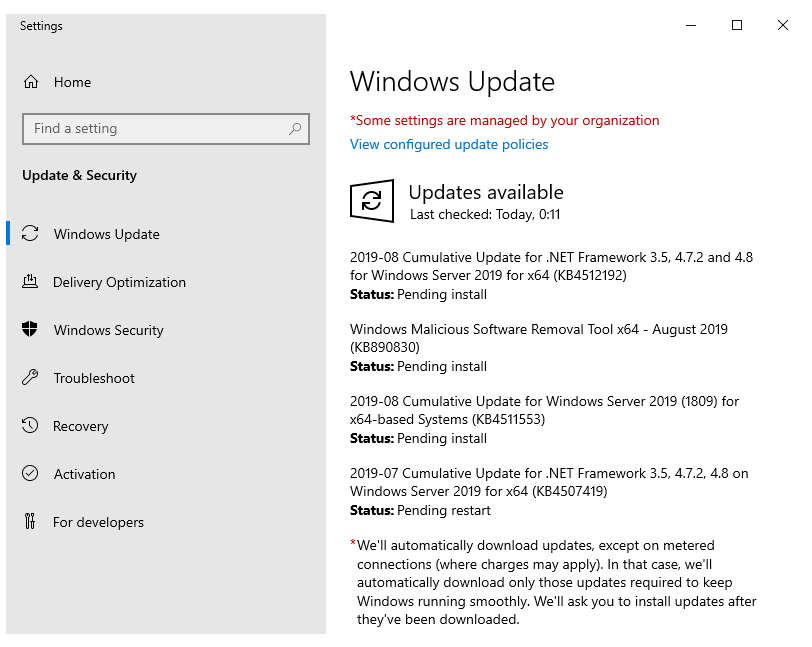 Settings
Home
Find a setting
Update & Security
Windows Update
Delivery Optimization
Windows Security
Troubleshoot
Recovery
Activation
For developers
Windows Update
*Some settings are managed by your organization
View configured update policies
Updates available
Last checked: Today, 0:11
2019-08 Cumulative Update for .NET Framework 3.5, 4.7.2 and 4.8
for Windows Server 2019 for x64 (KB4512192)
Status: Pending install
Windows Malicious Software Removal Tool x64 - August 2019
(KB890830)
Status: Pending install
2019-08 Cumulative Update for Windows Server 2019 (1809) for
x64-based Systems (KB4511553)
Status: Pending install
2019-07 Cumulative Update for .NET Framework 3.5, 4.7.2, 4.8 on
Windows Server 2019 for x64 (KB4507419)
Status: Pending restart
*We'll automatically download updates, except on metered
connections (where charges may apply). In that case, we'll
automatically download only those updates required to keep
Windows running smoothly. We'll ask you to install updates after
they've been downloaded.